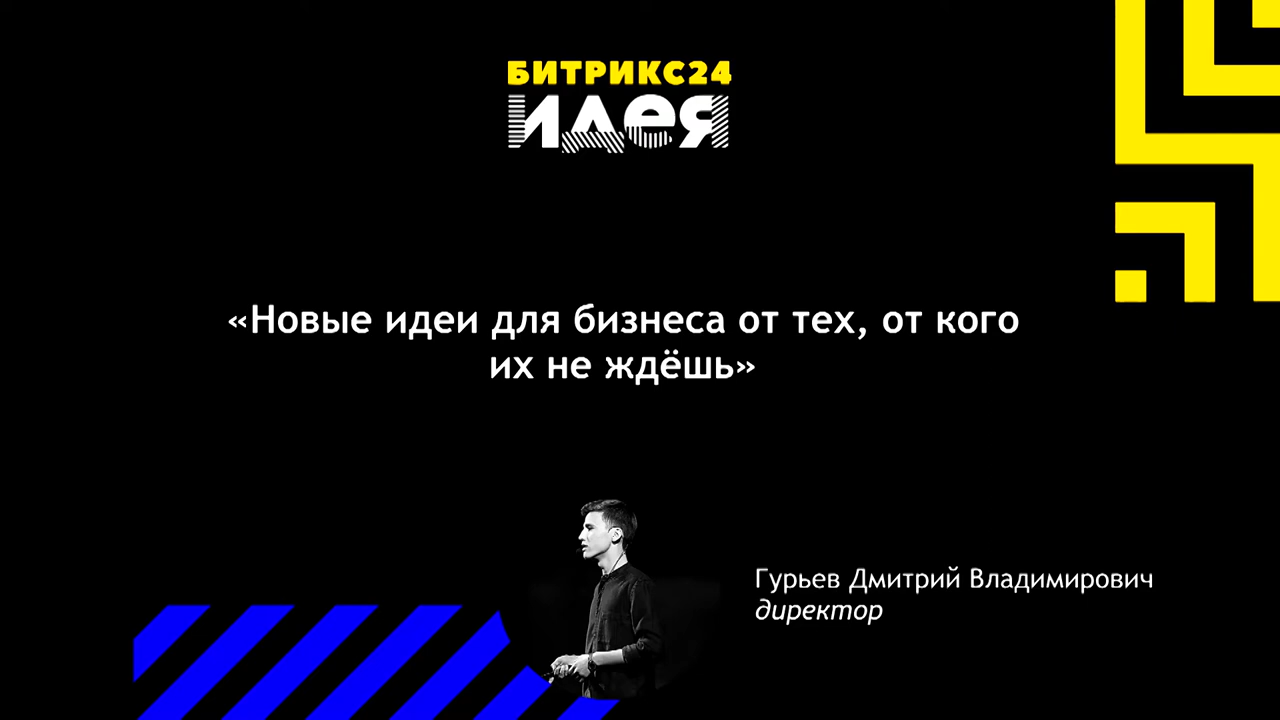 БИТРИКС24
идея
«Новые идеи для бизнеса от тех, от кого
их не ждёшь»
Гурьев Дмитрий Владимирович
директор